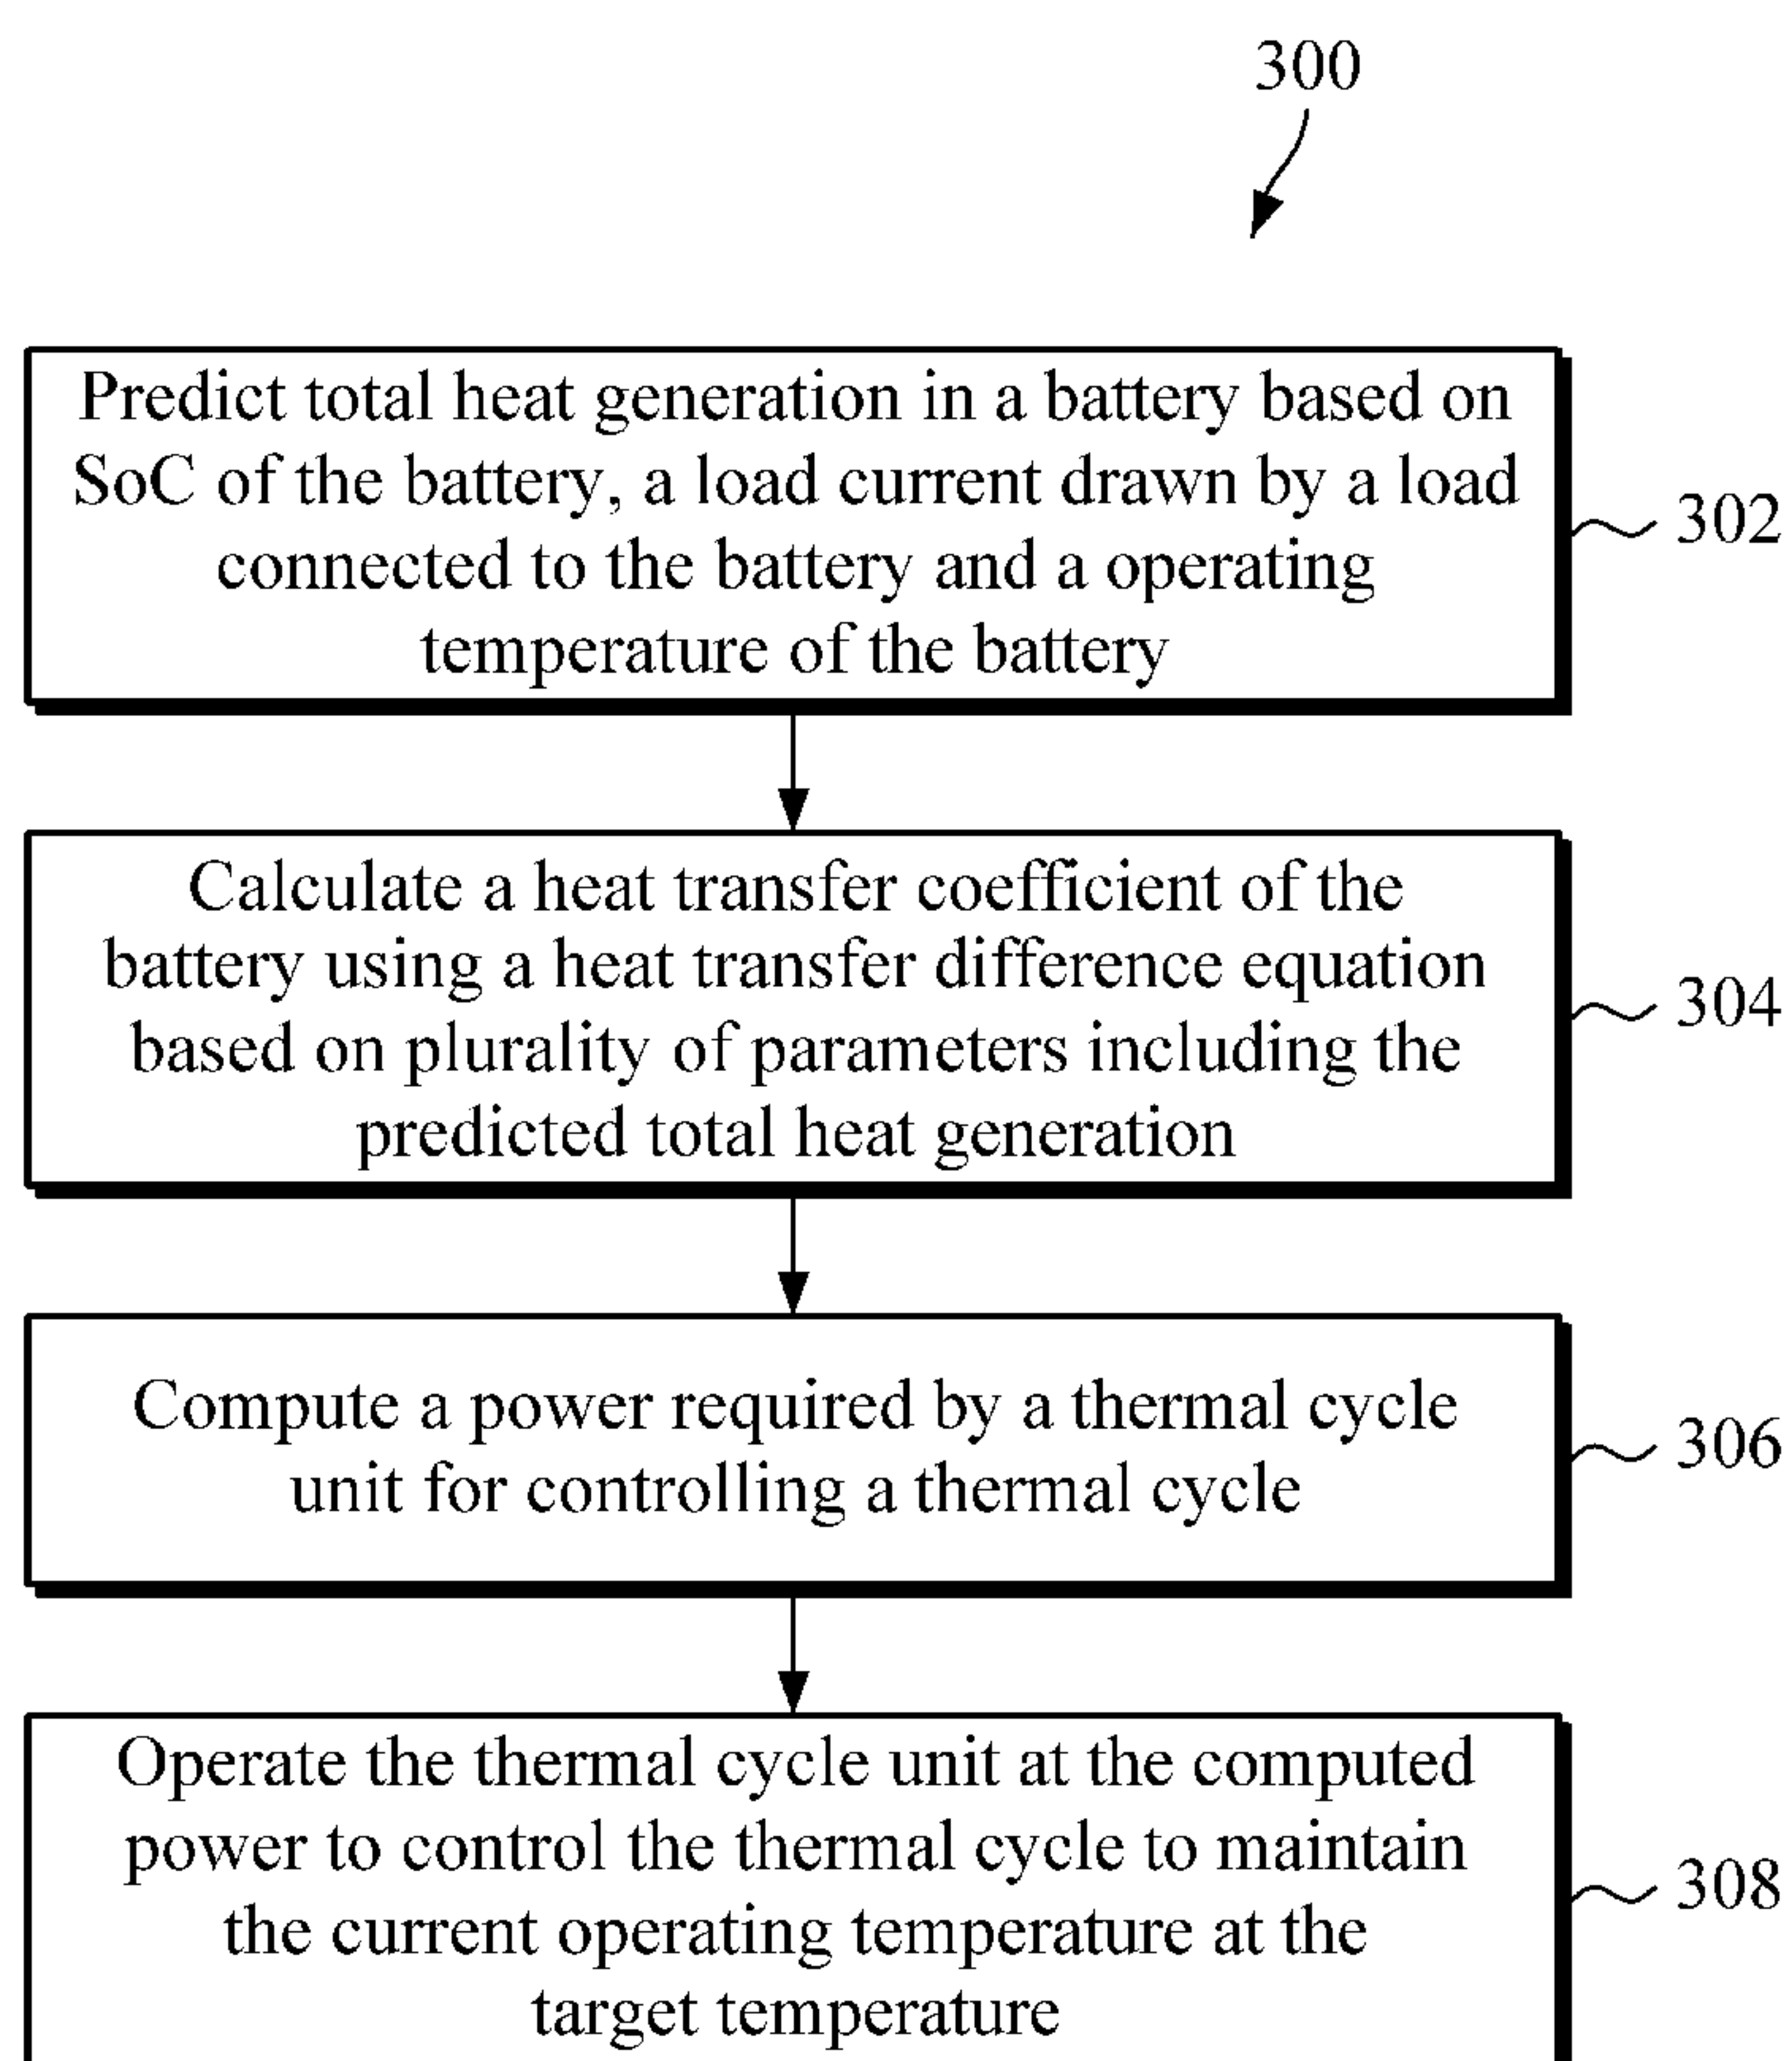 300
Predict total heat generation in a battery based on
SoC of the battery, a load current drawn by a load
connected to the battery and a operating
temperature of the battery
302
Calculate a heat transfer coefficient of the
battery using a heat transfer difference equation
based on plurality of parameters including the
predicted total heat generation
304
Compute a power required by a thermal cycle
unit for controlling a thermal cycle
306
Operate the thermal cycle unit at the computed
power to control the thermal cycle to maintain
the current operating temperature at the
target temperature
308